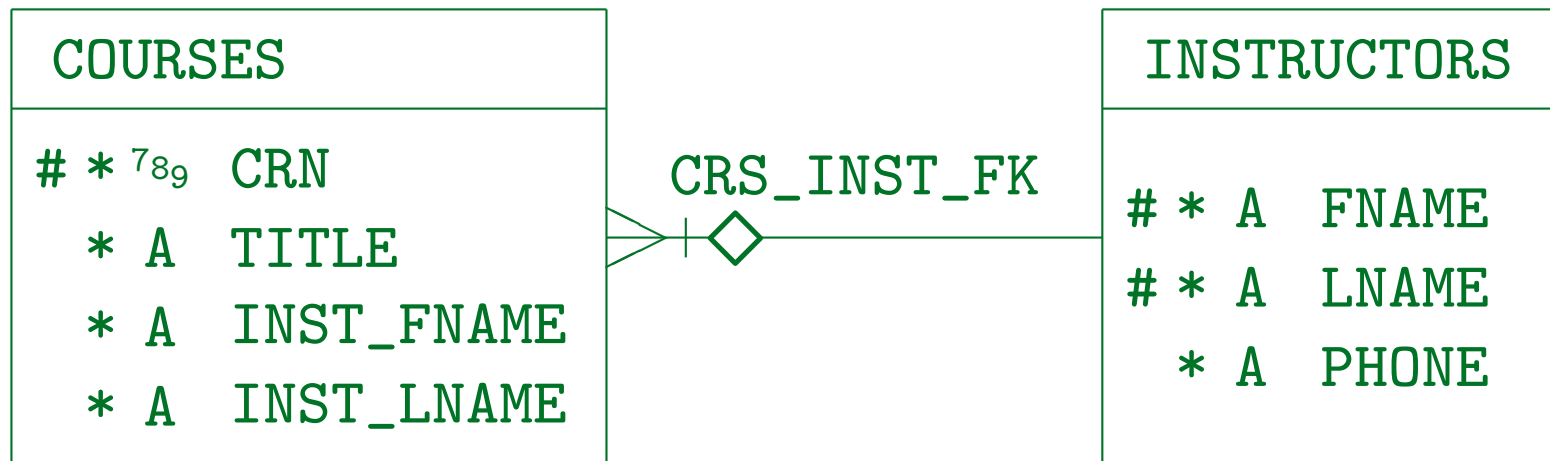 COURSES
# * 789 CRN
* A TITLE
* A INST_FNAME
* A INST_LNAME
CRS_INST_FK
INSTRUCTORS
# * A FNAME
# * A LNAME
* A PHONE